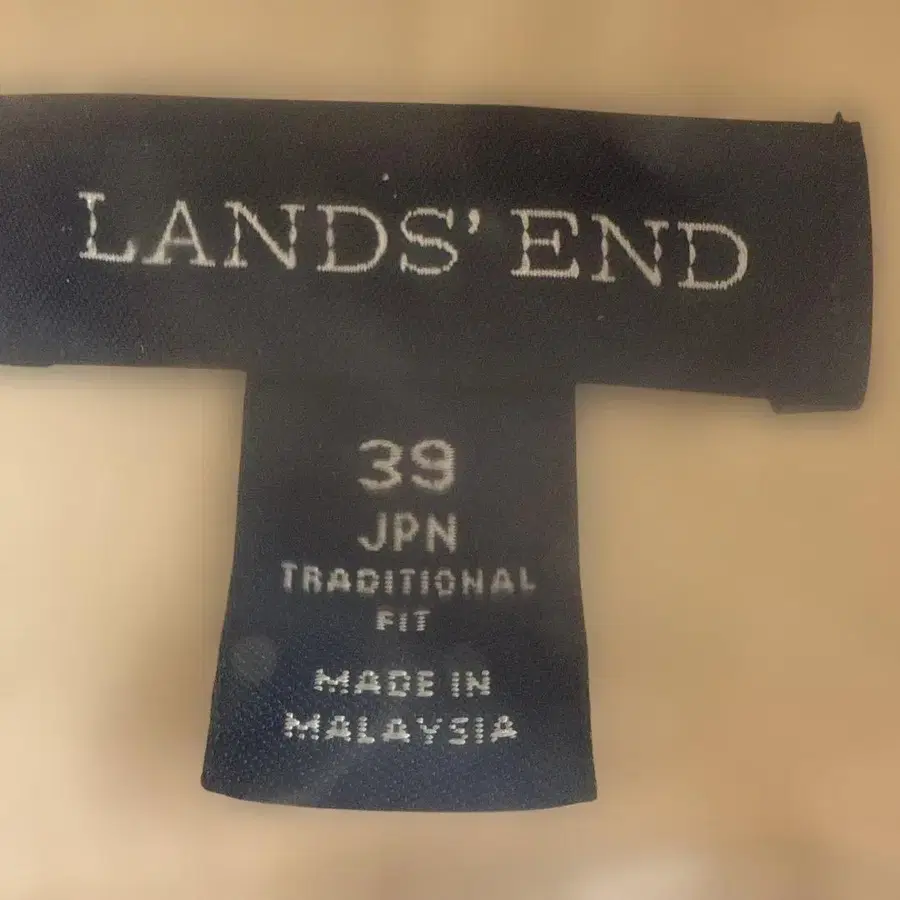 LANDS' END
39
JPN
TRADITIONAL
FIT
MADE IN
MALAYSIA